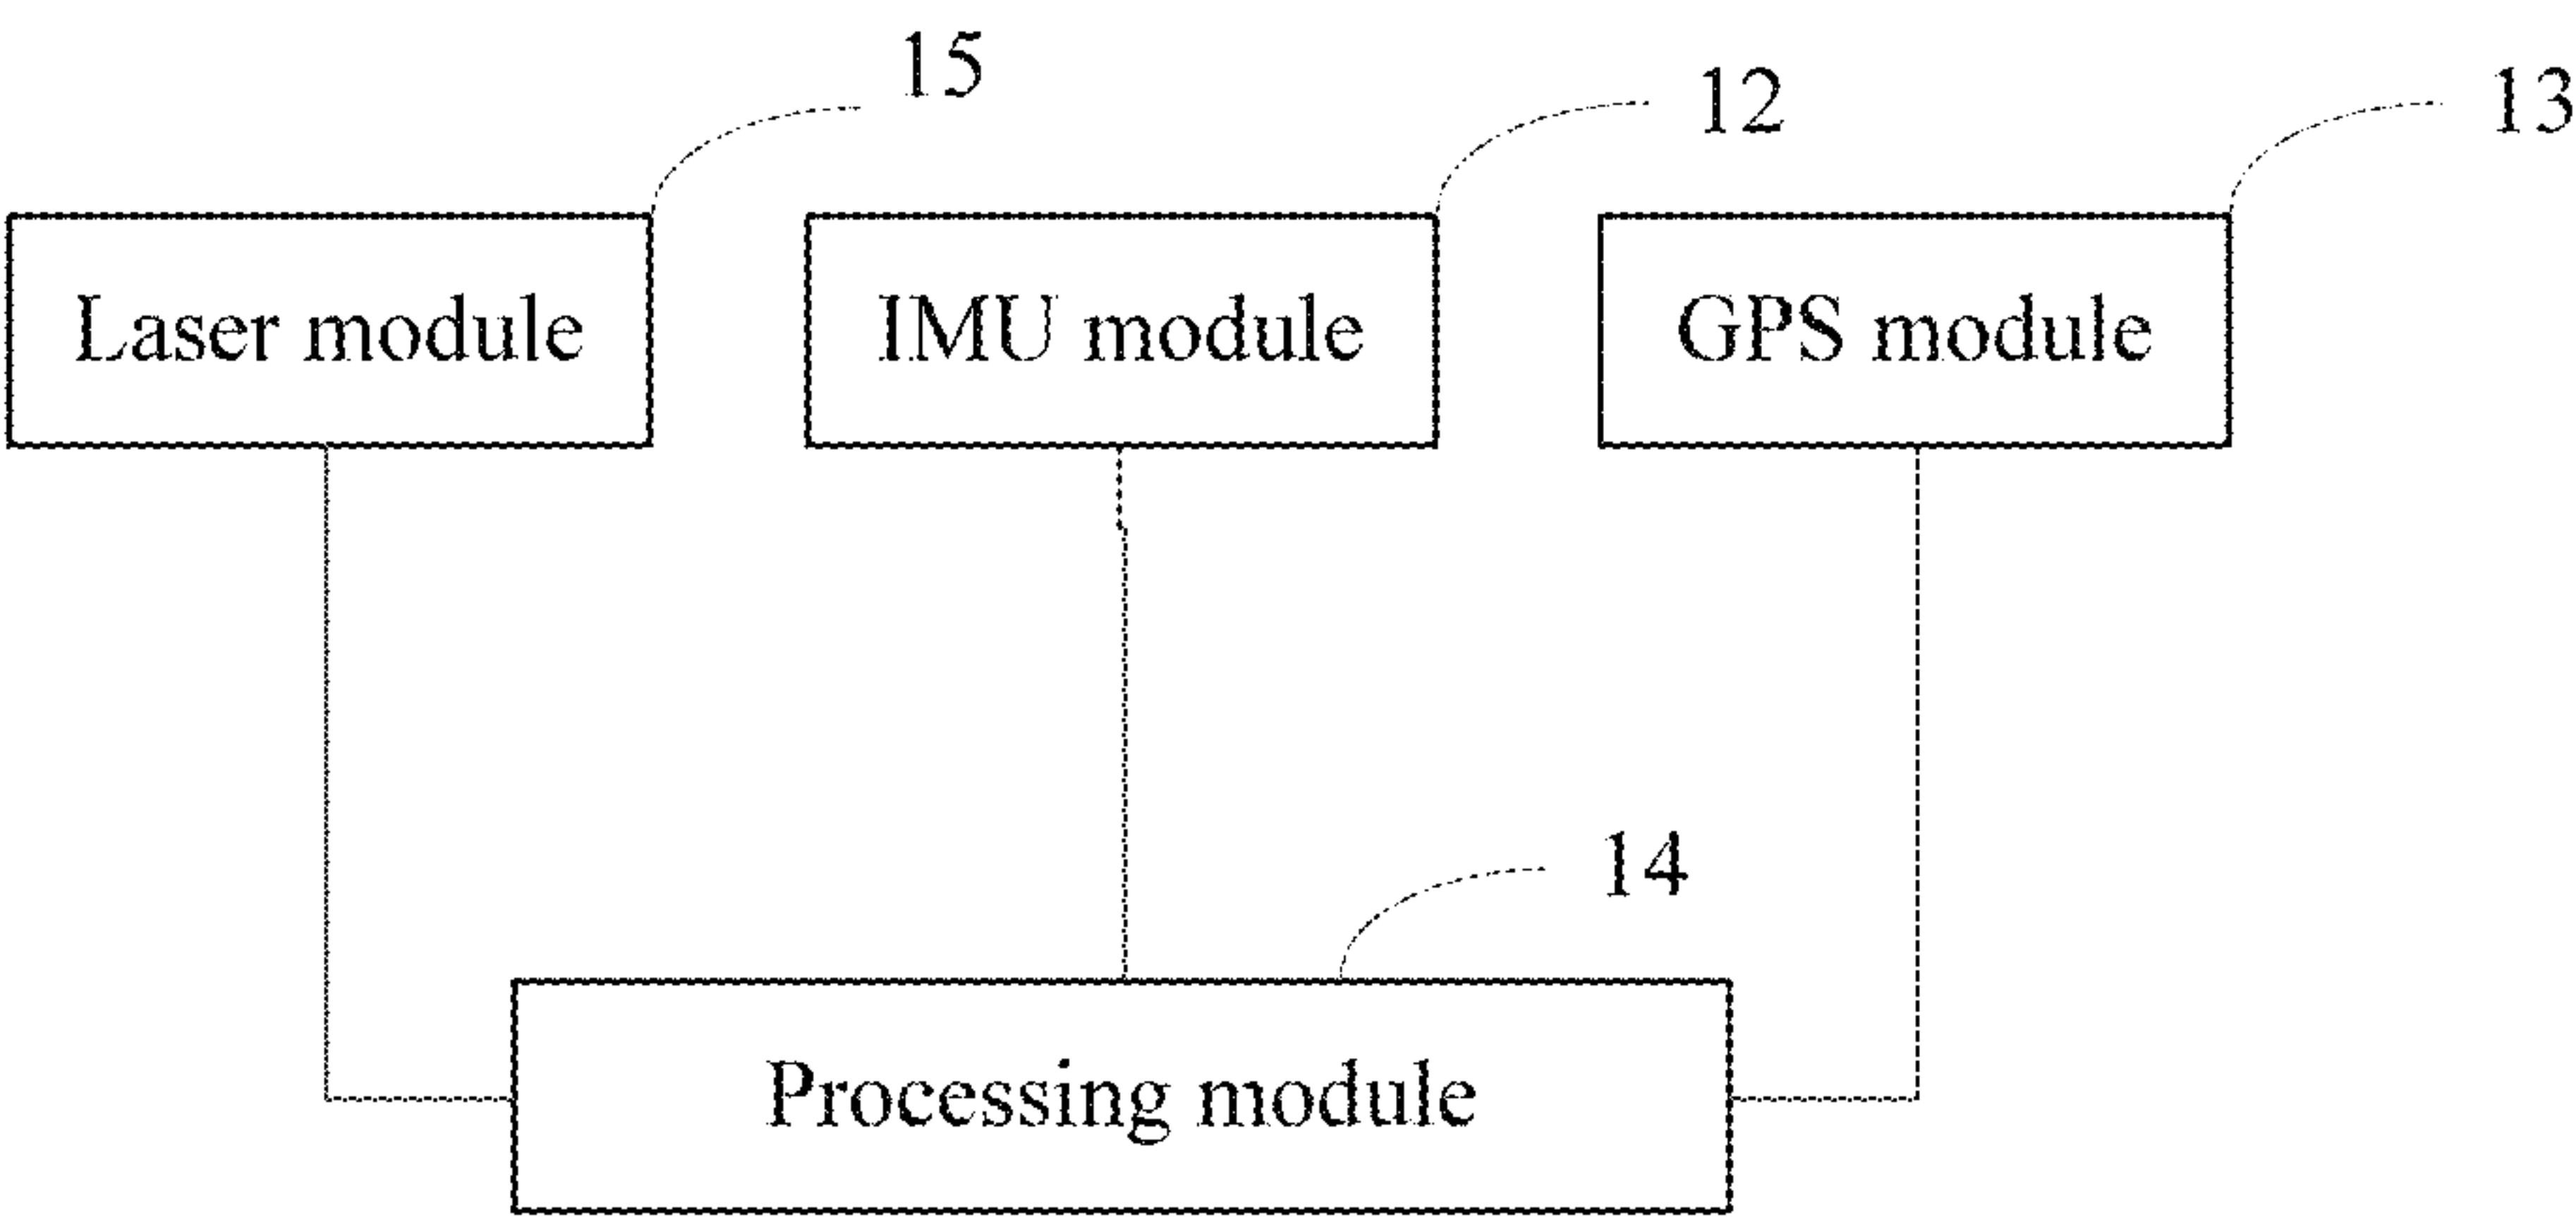 15
12
13
Laser module
IMU module
GPS module
14
Processing module